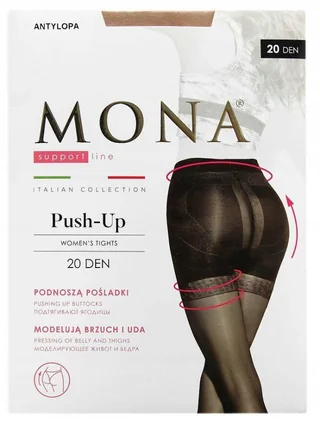 ANTYLOPA
20 DEN
MONA®
support line
ITALIAN COLLECTION
Push-Up
WOMEN'S TIGHTS
20 DEN
PODNOSZĄ POŚLADKI
PUSHING UP BUTTOCKS
ПОДТЯГИВАЮТ ЯГОДИЦЫ
MODELUJĄ BRZUCH I UDA
PRESSING OF BELLY AND THIGHS
МОДЕЛИРУЮЩИЕ ЖИВОТ И БЕДРА